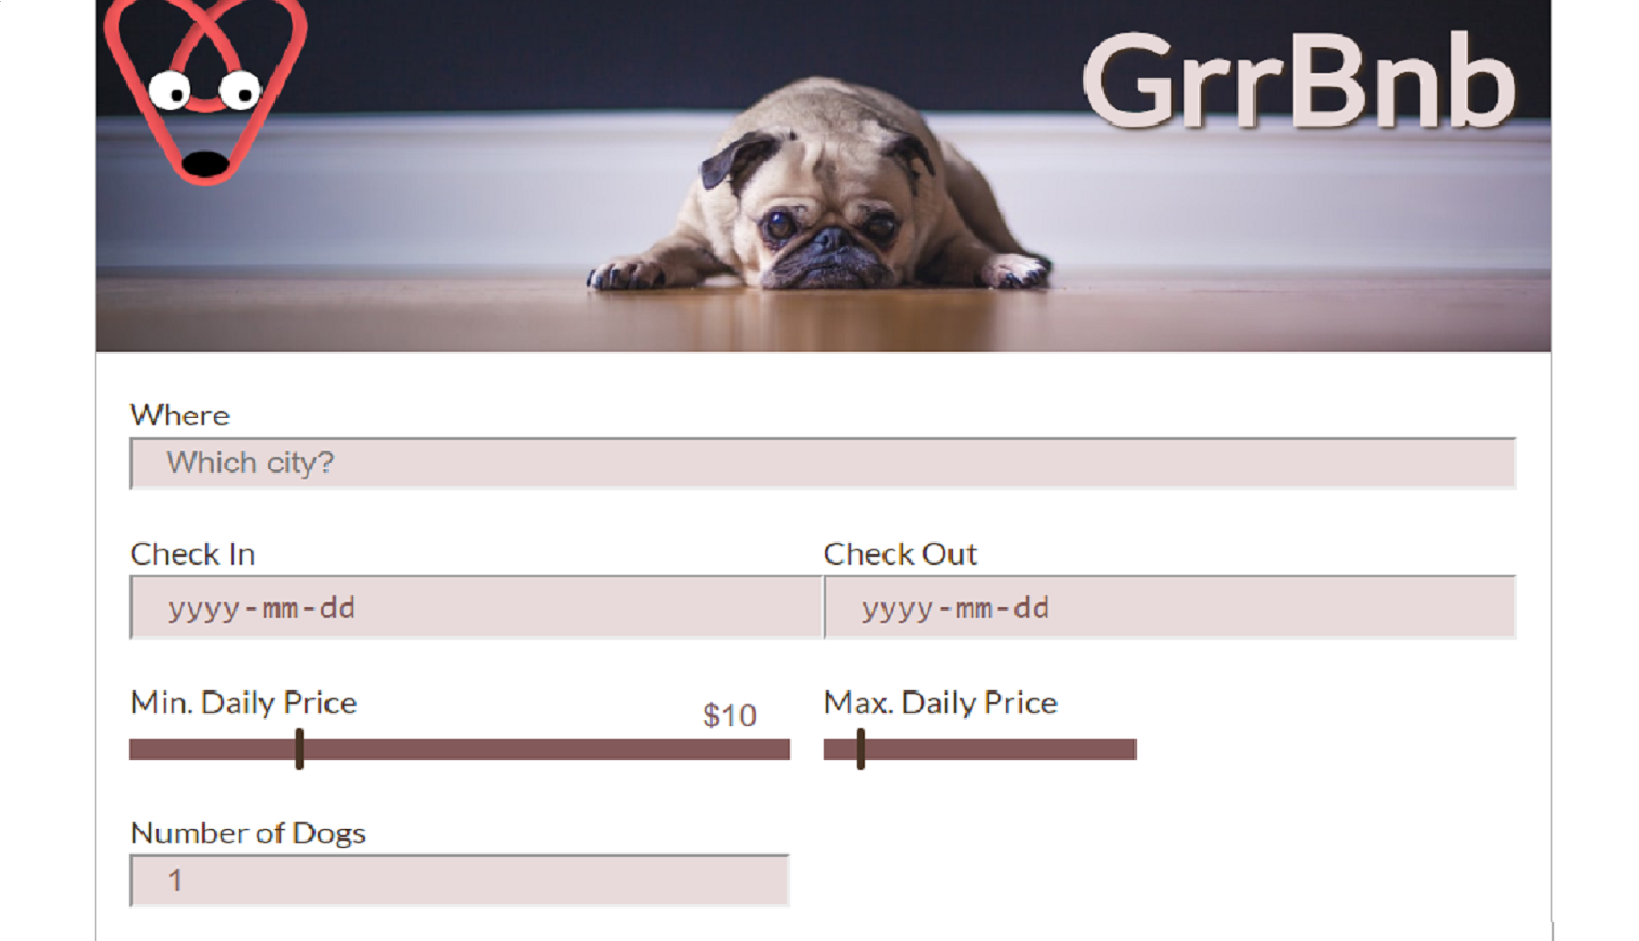 GrrBnb
Where
Which city?
Check In
Check Out
yyyy-mm-dd
yyyy-mm-dd
Min. Daily Price
$10
Max. Daily Price
Number of Dogs
1